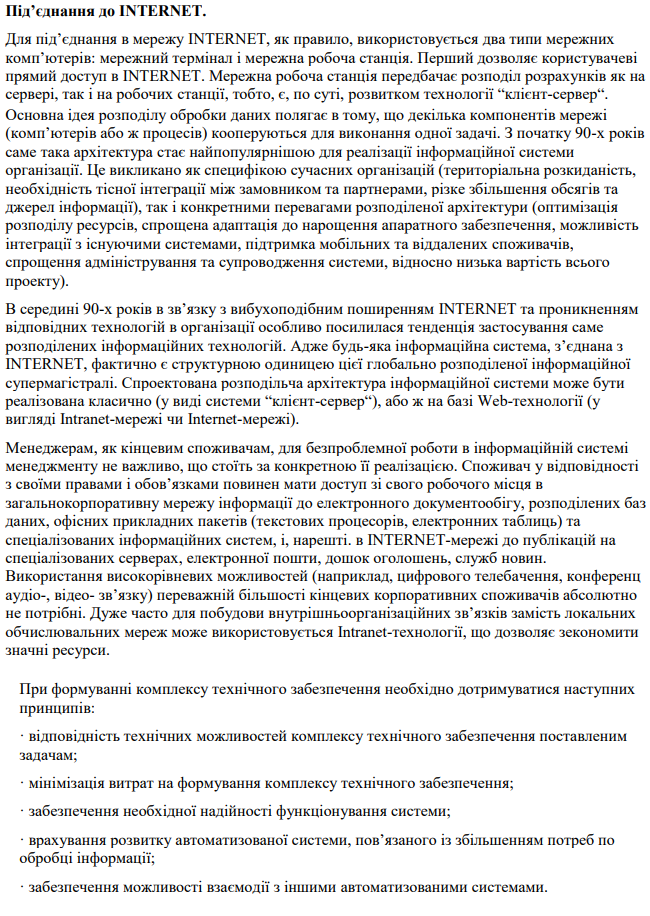 Під’єднання до INTERNET.
Для під’єднання в мережу INTERNET, як правило, використовується два типи мережних
комп’ютерів: мережний термінал і мережна робоча станція. Перший дозволяє користувачеві
прямий доступ в INTERNET. Мережна робоча станція передбачає розподіл розрахунків як на
сервері, так і на робочих станції, тобто, є, по суті, розвитком технології “клієнт-сервер“.
Основна ідея розподілу обробки даних полягає в тому, що декілька компонентів мережі
(комп’ютерів або ж процесів) кооперуються для виконання одної задачі. З початку 90-х років
саме така архітектура стає найпопулярнішою для реалізації інформаційної системи
організації. Це викликано як специфікою сучасних організацій (територіальна розкиданість,
необхідність тісної інтеграції між замовником та партнерами, різке збільшення обсягів та
джерел інформації), так і конкретними перевагами розподіленої архітектури (оптимізація
розподілу ресурсів, спрощена адаптація до нарощення апаратного забезпечення, можливість
інтеграції з існуючими системами, підтримка мобільних та віддалених споживачів,
спрощення адміністрування та супроводження системи, відносно низька вартість всього
проекту).
В середині 90-х років в зв’язку з вибухоподібним поширенням INTERNET та проникненням
відповідних технологій в організації особливо посилилася тенденція застосування саме
розподілених інформаційних технологій. Адже будь-яка інформаційна система, з’єднана з
INTERNET, фактично є структурною одиницею цієї глобально розподіленої інформаційної
супермагістралі. Спроектована розподільча архітектура інформаційної системи може бути
реалізована класично (у виді системи “клієнт-сервер“), або ж на базі Web-технології (у
вигляді Intranet-мережі чи Internet-мережі).
Менеджерам, як кінцевим споживачам, для безпроблемної роботи в інформаційній системі
менеджменту не важливо, що стоїть за конкретною її реалізацією. Споживач у відповідності
з своїми правами і обов’язками повинен мати доступ зі свого робочого місця в
загальнокорпоративну мережу інформації до електронного документообігу, розподілених баз
даних, офісних прикладних пакетів (текстових процесорів, електронних таблиць) та
спеціалізованих інформаційних систем, і, нарешті. в INTERNET-мережі до публікацій на
спеціалізованих серверах, електронної пошти, дошок оголошень, служб новин.
Використання високорівневих можливостей (наприклад, цифрового телебачення, конференц
аудіо-, відео- зв’язку) переважній більшості кінцевих корпоративних споживачів абсолютно
не потрібні. Дуже часто для побудови внутрішньоорганізаційних зв’язків замість локальних
обчислювальних мереж може використовується Intranet-технології, що дозволяє зекономити
значні ресурси.
При формуванні комплексу технічного забезпечення необхідно дотримуватися наступних
принципів:
· відповідність технічних можливостей комплексу технічного забезпечення поставленим
задачам;
· мінімізація витрат на формування комплексу технічного забезпечення;
· забезпечення необхідної надійності функціонування системи;
· врахування розвитку автоматизованої системи, пов’язаного із збільшенням потреб по
обробці інформації;
· забезпечення можливості взаємодії з іншими автоматизованими системами.